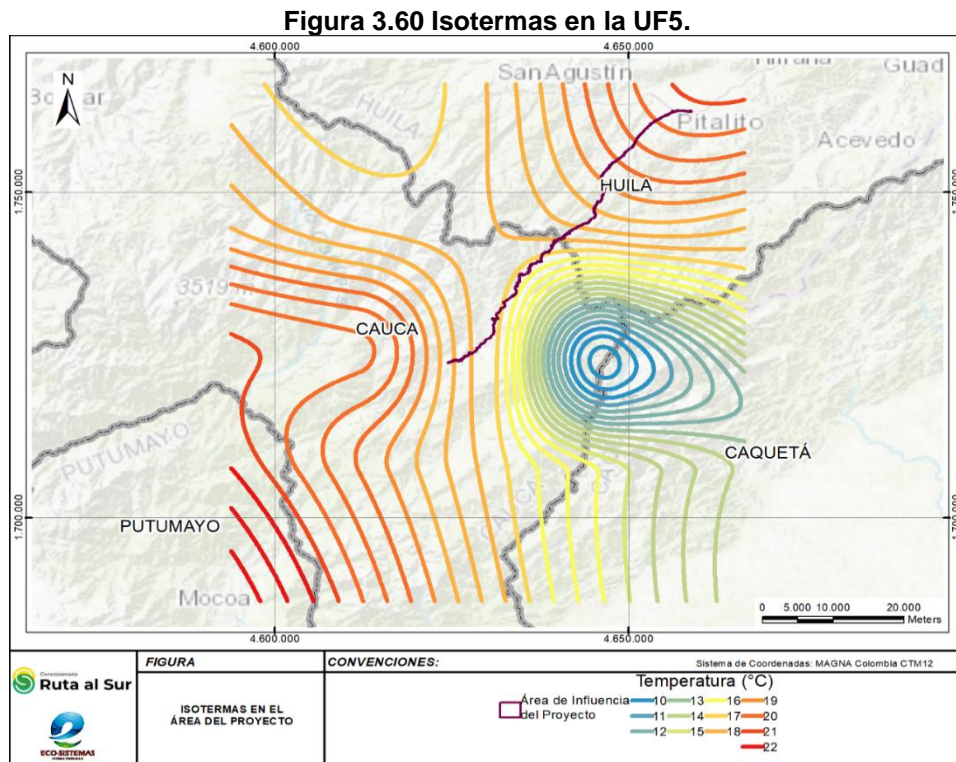 Figura 3.60 Isotermas en la UF5.
4.600.000
4.650.000
N
San Agustín
Guad
HUILA
Pitalito
Acevedo
1.750.000
HUILA
1.750.000
3519 m
CAUCA
PUTUMAYO
CAQUETÁ
1.700.000
1.700.000
PUTUMAYO
Mocoa
0 5.000 10.000 20.000
Meters
4.600.000
4.650.000
Concesionaria
Ruta al Sur
ECO-SISTEMAS
FIGURA
ISOTERMAS EN EL
ÁREA DEL PROYECTO
CONVENCIONES:
Sistema de Coordenadas: MAGNA Colombia CTM12
Temperatura (°C)
Área de Influencia
del Proyecto
10 13 16 19
11 14 17 20
12 15 18 21
22